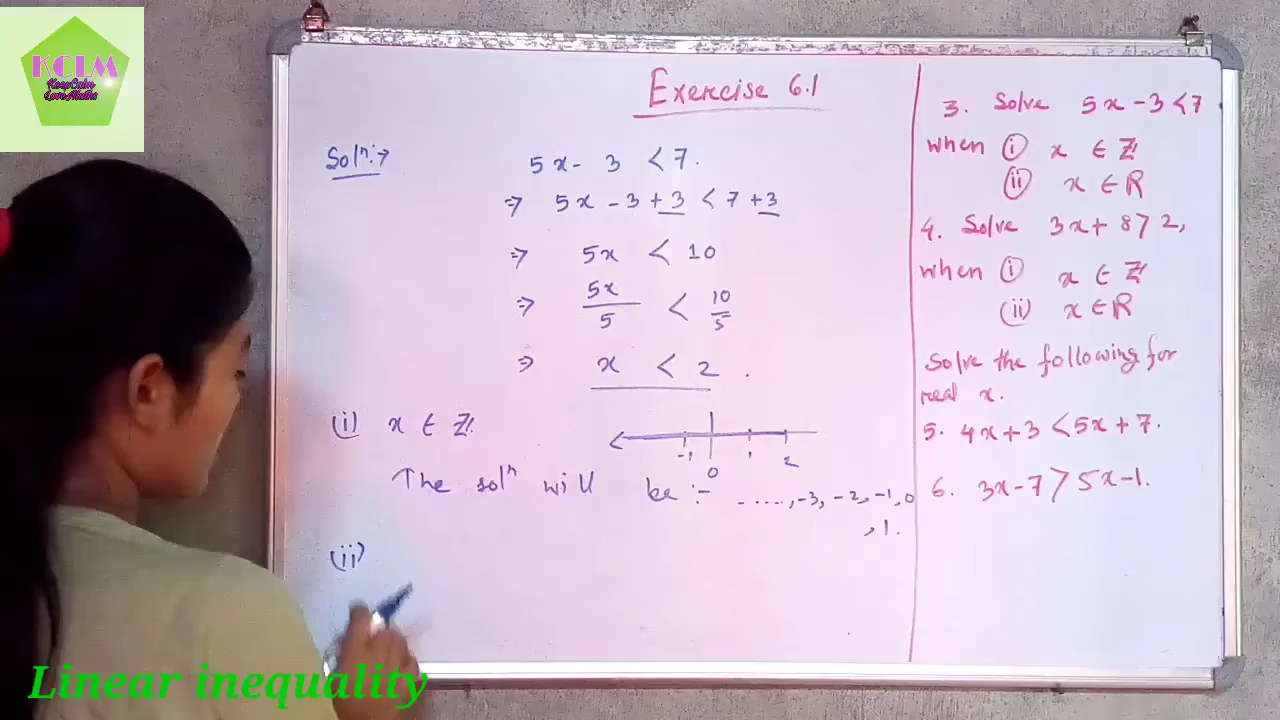 KCLM
KeepCalm
LoveMaths
Exercise 6.1
Solⁿ:→
5x - 3 < 7.
⇒ 5x - 3 + 3 < 7 + 3
⇒ 5x < 10
⇒ 5x/5 < 10/5
⇒ x < 2.
(i) x ∈ ℤ.
-1 0 1 2
The solⁿ will be :- ....., -3, -2, -1, 0
, 1.
(ii)
3. Solve 5x - 3 < 7
when (i) x ∈ ℤ
(ii) x ∈ ℝ
4. Solve 3x + 8 > 2,
when (i) x ∈ ℤ
(ii) x ∈ ℝ
Solve the following for
real x.
5. 4x + 3 < 5x + 7.
6. 3x - 7 > 5x - 1.
Linear inequality